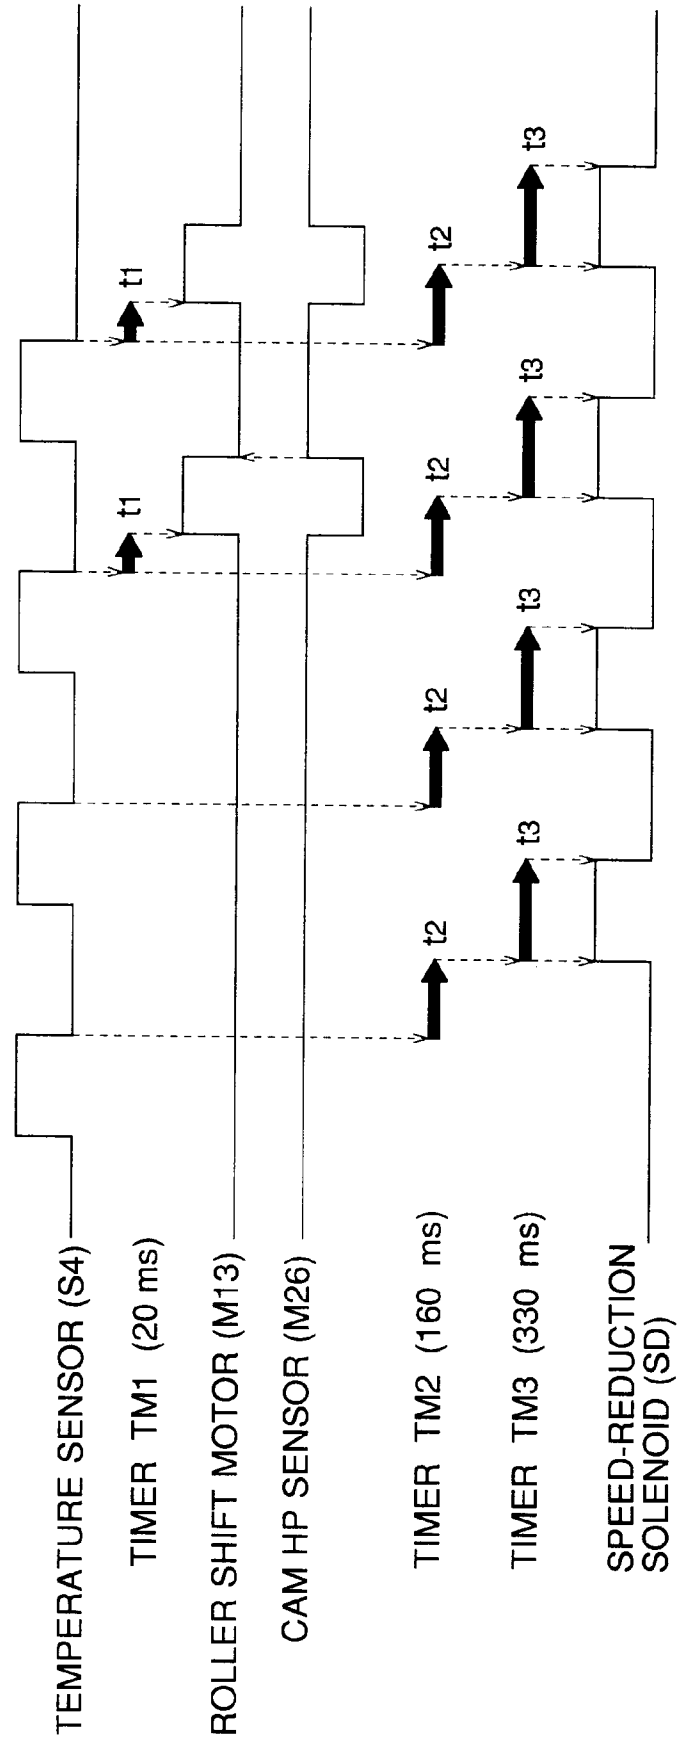 TEMPERATURE SENSOR (S4)
TIMER TM1 (20 ms)
t1
t1
ROLLER SHIFT MOTOR (M13)
CAM HP SENSOR (M26)
TIMER TM2 (160 ms)
t2
t2
t2
t2
TIMER TM3 (330 ms)
t3
t3
t3
t3
SPEED-REDUCTION
SOLENOID (SD)